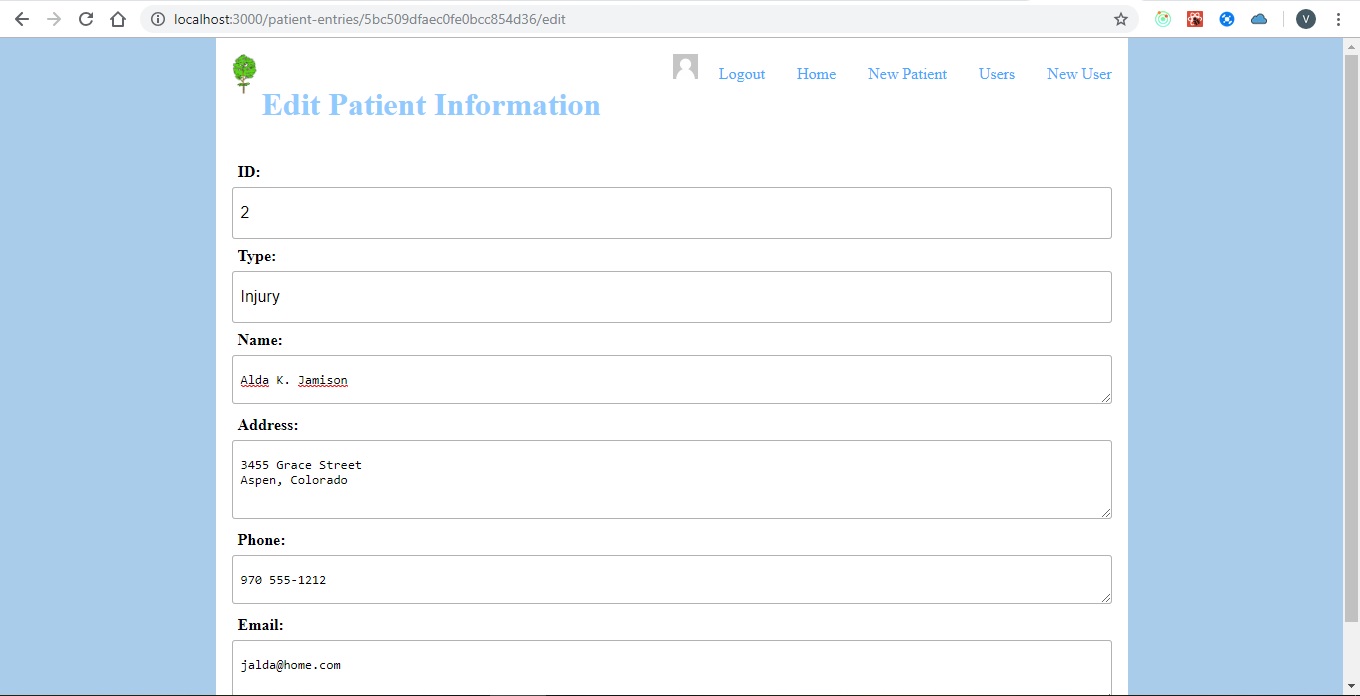 localhost:3000/patient-entries/5bc509dfaec0fe0bcc854d36/edit
V
Logout Home New Patient Users New User
Edit Patient Information
ID:
2
Type:
Injury
Name:
Alda K. Jamison
Address:
3455 Grace Street
Aspen, Colorado
Phone:
970 555-1212
Email:
jalda@home.com